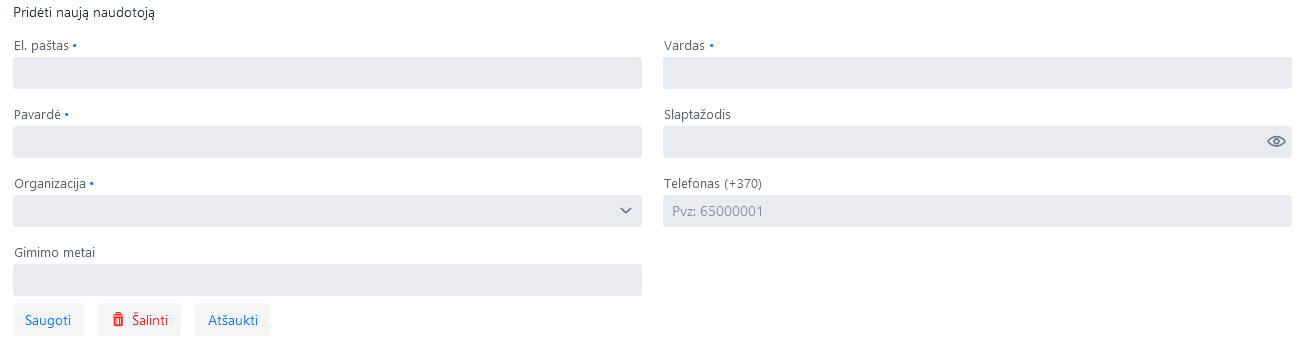 Pridėti naują naudotoją
El. paštas •
Vardas •
Pavardė •
Slaptažodis
Organizacija •
Telefonas (+370)
Pvz: 65000001
Gimimo metai
Saugoti
Šalinti
Atšaukti